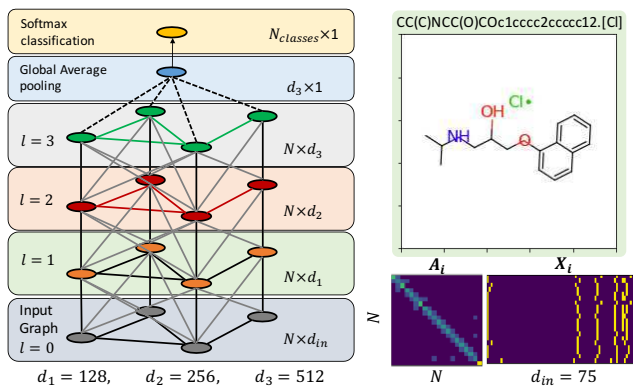 Softmax
classification
N_classes×1
Global Average
pooling
d_3×1
l = 3
N×d_3
l = 2
N×d_2
l = 1
N×d_1
Input
Graph
l = 0
N×d_in
d_1 = 128, d_2 = 256, d_3 = 512
CC(C)NCC(O)COc1cccc2ccccc12.[Cl]
OH
Cl•
NH
O
A_i X_i
N
N
d_in = 75